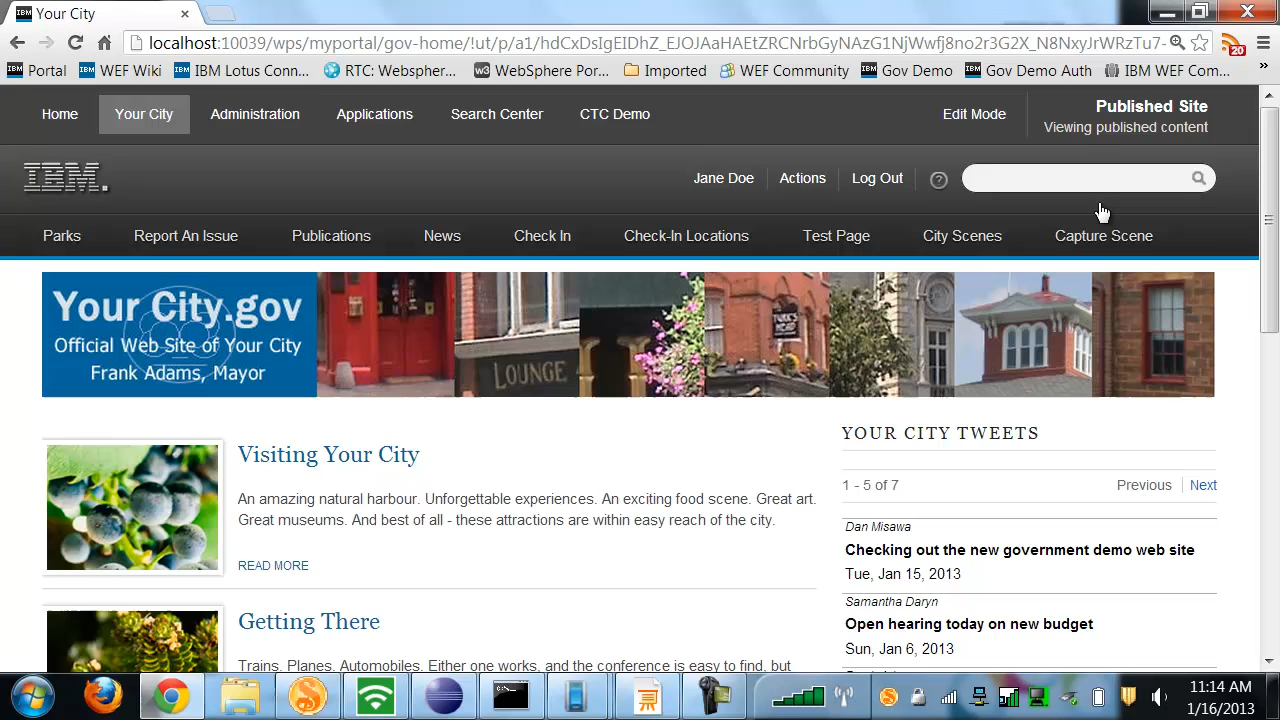 IBM Your City
localhost:10039/wps/myportal/gov-home/!ut/p/a
Portal WEF Wiki IBM Lotus Conn... RTC: Webspher... w3 WebSphere Por... Imported WEF Community Gov Demo Gov Demo Auth IBM WEF Com... »
20
Home Your City Administration Applications Search Center CTC Demo Edit Mode Published Site
Viewing published content
IBM. Jane Doe Actions Log Out ?
Parks Report An Issue Publications News Check In Check-In Locations Test Page City Scenes Capture Scene
Your City.gov
Official Web Site of Your City
Frank Adams, Mayor
LOUNGE
Visiting Your City
An amazing natural harbour. Unforgettable experiences. An exciting food scene. Great art.
Great museums. And best of all - these attractions are within easy reach of the city.
READ MORE
Getting There
Trains. Planes. Automobiles. Either one works, and the conference is easy to find, but
YOUR CITY TWEETS
1 - 5 of 7 Previous Next
Dan Misawa
Checking out the new government demo web site
Tue, Jan 15, 2013
Samantha Daryn
Open hearing today on new budget
Sun, Jan 6, 2013
11:14 AM
1/16/2013